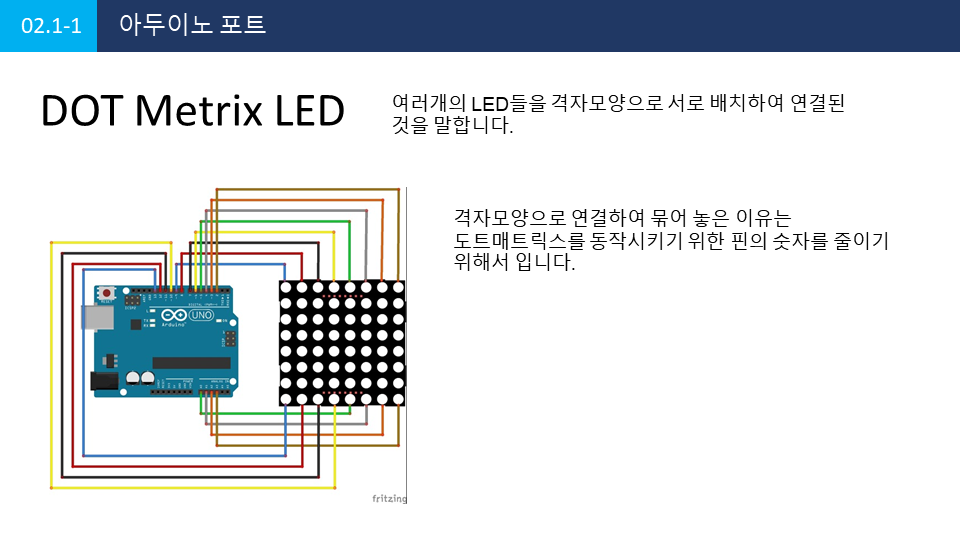 02.1-1 아두이노 포트
DOT Metrix LED
여러개의 LED들을 격자모양으로 서로 배치하여 연결된
것을 말합니다.
격자모양으로 연결하여 묶어 놓은 이유는
도트매트릭스를 동작시키기 위한 핀의 숫자를 줄이기
위해서 입니다.
UNO
Arduino
fritzing